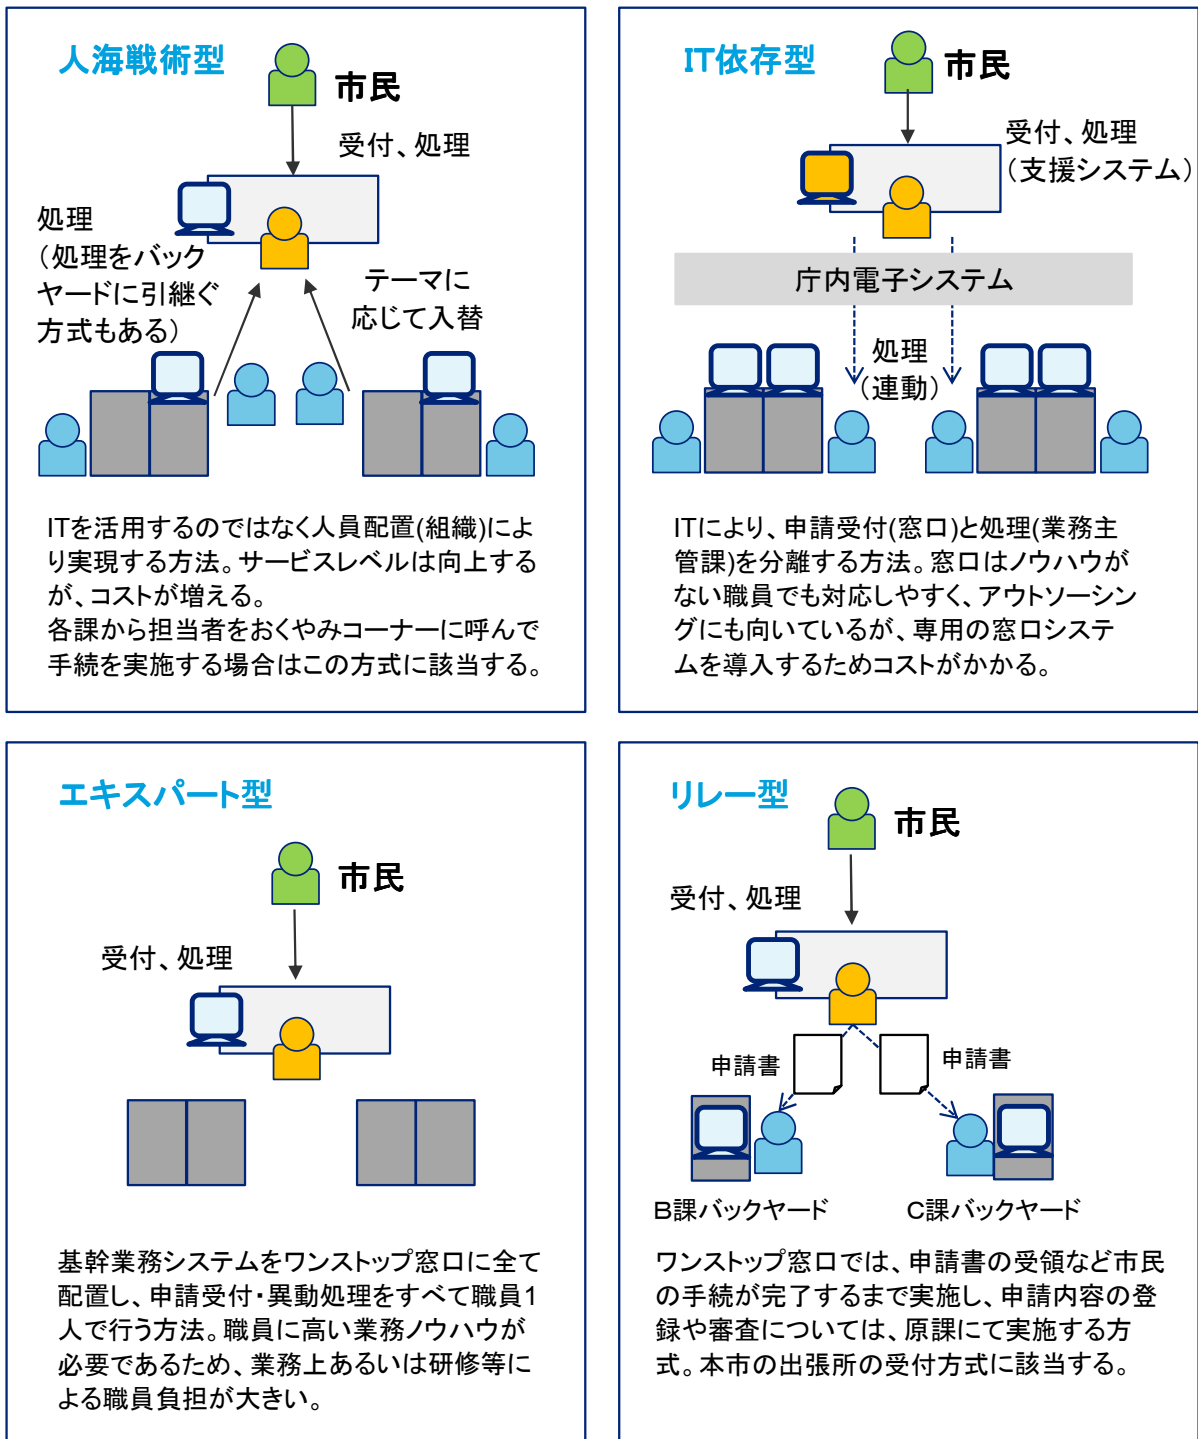 人海戦術型
市民
受付、処理
処理
（処理をバック
ヤードに引継ぐ
方式もある）
テーマに
応じて入替
ITを活用するのではなく人員配置(組織)によ
り実現する方法。サービスレベルは向上する
が、コストが増える。
各課から担当者をおくやみコーナーに呼んで
手続を実施する場合はこの方式に該当する。
IT依存型
市民
受付、処理
（支援システム）
庁内電子システム
処理
（連動）
ITにより、申請受付(窓口)と処理(業務主
管課)を分離する方法。窓口はノウハウが
ない職員でも対応しやすく、アウトソーシン
グにも向いているが、専用の窓口システ
ムを導入するためコストがかかる。
エキスパート型
市民
受付、処理
基幹業務システムをワンストップ窓口に全て
配置し、申請受付・異動処理をすべて職員1
人で行う方法。職員に高い業務ノウハウが
必要であるため、業務上あるいは研修等に
よる職員負担が大きい。
リレー型
市民
受付、処理
申請書
申請書
B課バックヤード
C課バックヤード
ワンストップ窓口では、申請書の受領など市民
の手続が完了するまで実施し、申請内容の登
録や審査については、原課にて実施する方
式。本市の出張所の受付方式に該当する。